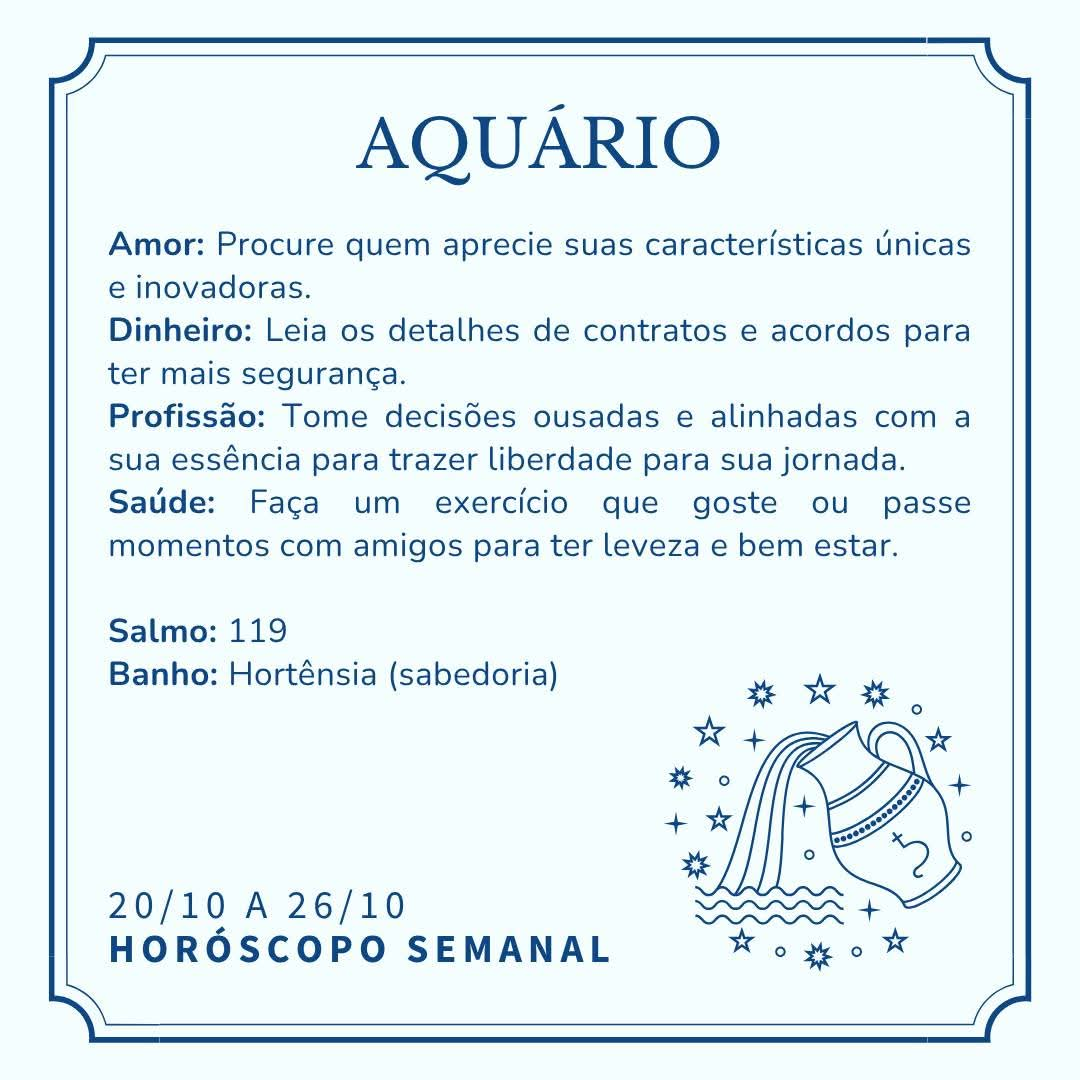 AQUÁRIO
Amor: Procure quem aprecie suas características únicas
e inovadoras.
Dinheiro: Leia os detalhes de contratos e acordos para
ter mais segurança.
Profissão: Tome decisões ousadas e alinhadas com a
sua essência para trazer liberdade para sua jornada.
Saúde: Faça um exercício que goste ou passe
momentos com amigos para ter leveza e bem estar.
Salmo: 119
Banho: Hortênsia (sabedoria)
20/10 A 26/10
HORÓSCOPO SEMANAL